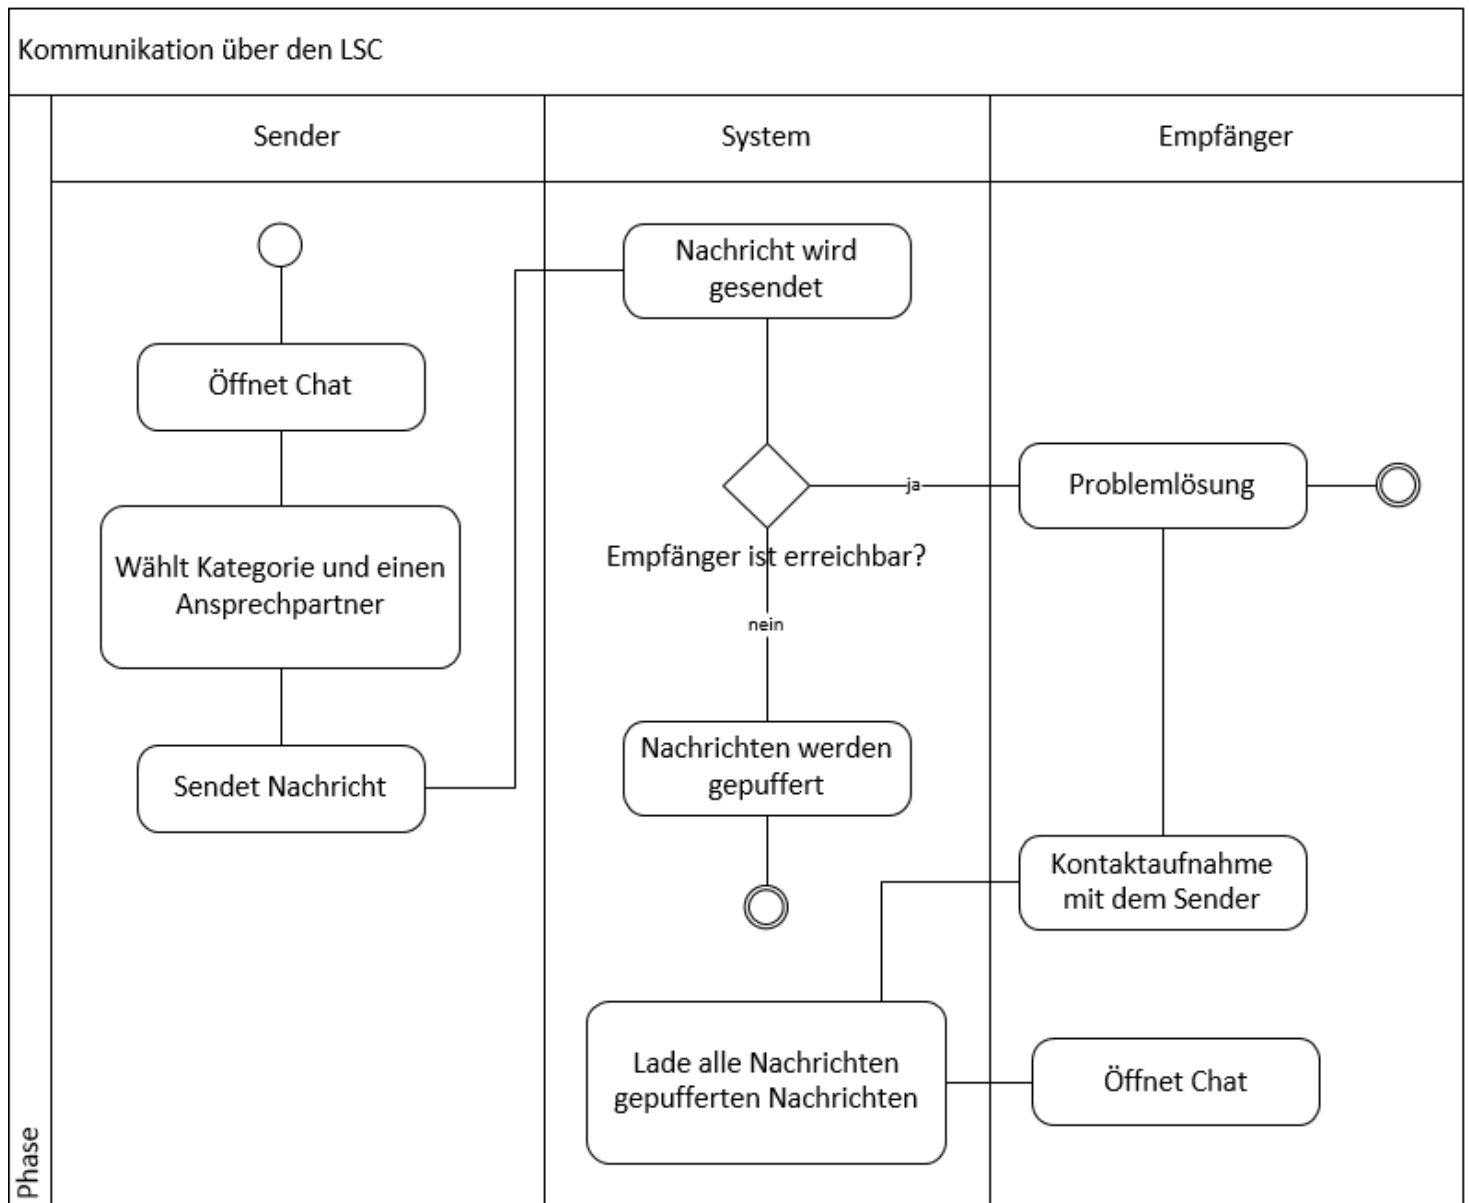 Kommunikation über den LSC
Sender
System
Empfänger
Öffnet Chat
Wählt Kategorie und einen
Ansprechpartner
Sendet Nachricht
Nachricht wird
gesendet
Empfänger ist erreichbar?
ja
nein
Nachrichten werden
gepuffert
Problemlösung
Kontaktaufnahme
mit dem Sender
Lade alle Nachrichten
gepufferten Nachrichten
Öffnet Chat
Phase